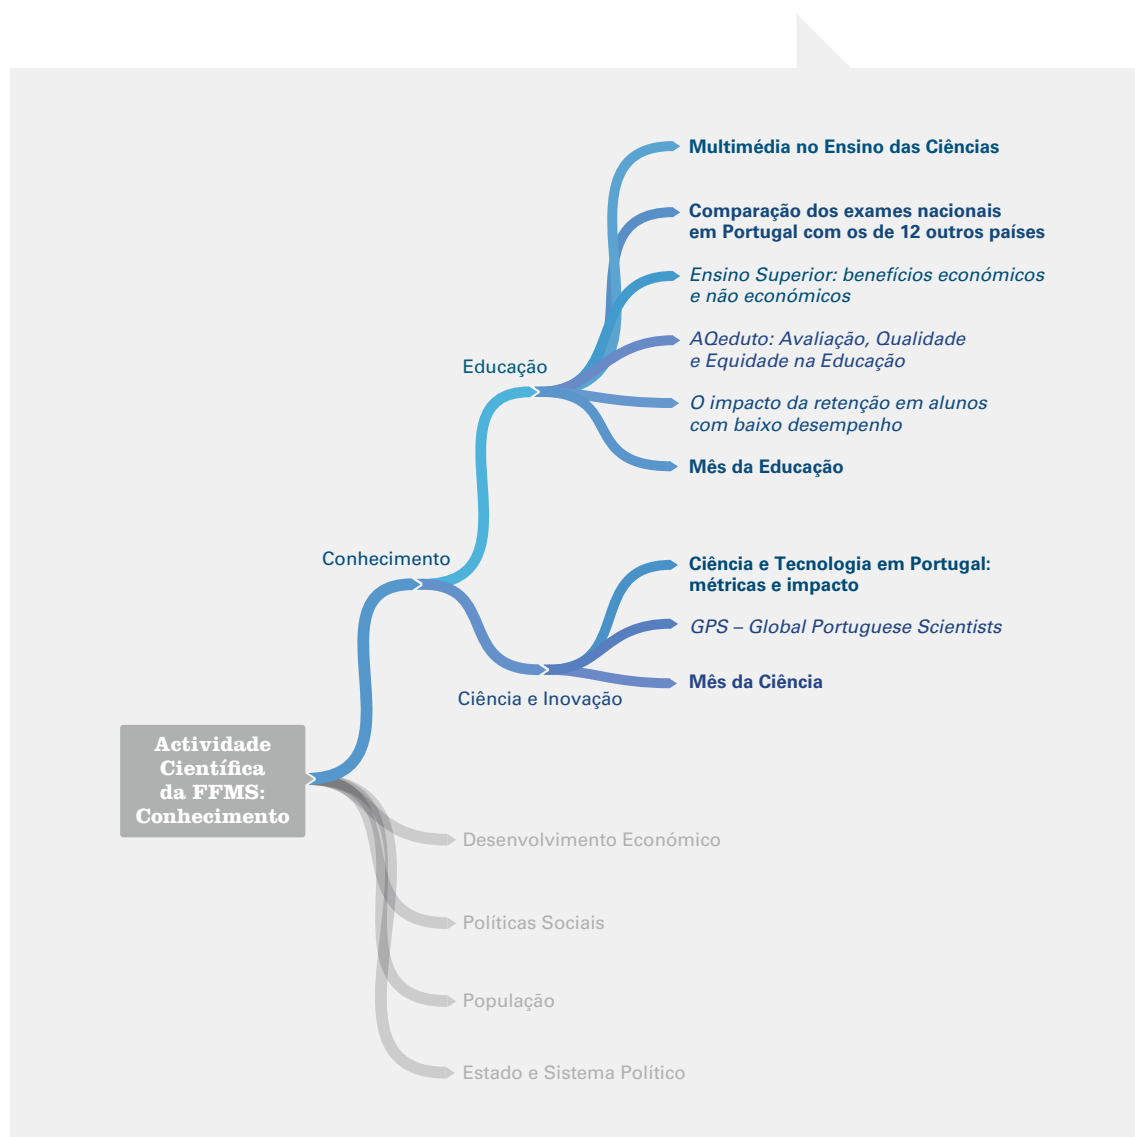 Multimédia no Ensino das Ciências
Comparação dos exames nacionais
em Portugal com os de 12 outros países
Ensino Superior: benefícios económicos
e não económicos
AQeduto: Avaliação, Qualidade
e Equidade na Educação
Educação
O impacto da retenção em alunos
com baixo desempenho
Mês da Educação
Conhecimento
Ciência e Tecnologia em Portugal:
métricas e impacto
GPS – Global Portuguese Scientists
Mês da Ciência
Ciência e Inovação
Actividade
Científica
da FFMS:
Conhecimento
Desenvolvimento Económico
Políticas Sociais
População
Estado e Sistema Político